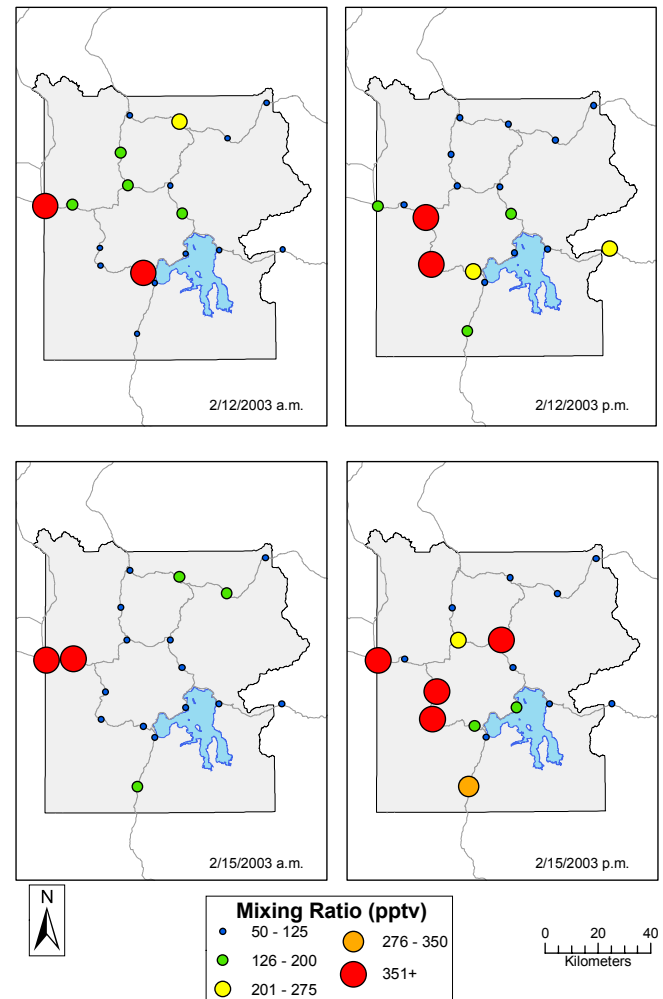 2/12/2003 a.m.
2/12/2003 p.m.
2/15/2003 a.m.
2/15/2003 p.m.
N
Mixing Ratio (pptv)
50 - 125
126 - 200
201 - 275
276 - 350
351+
0 10 20 40
Kilometers